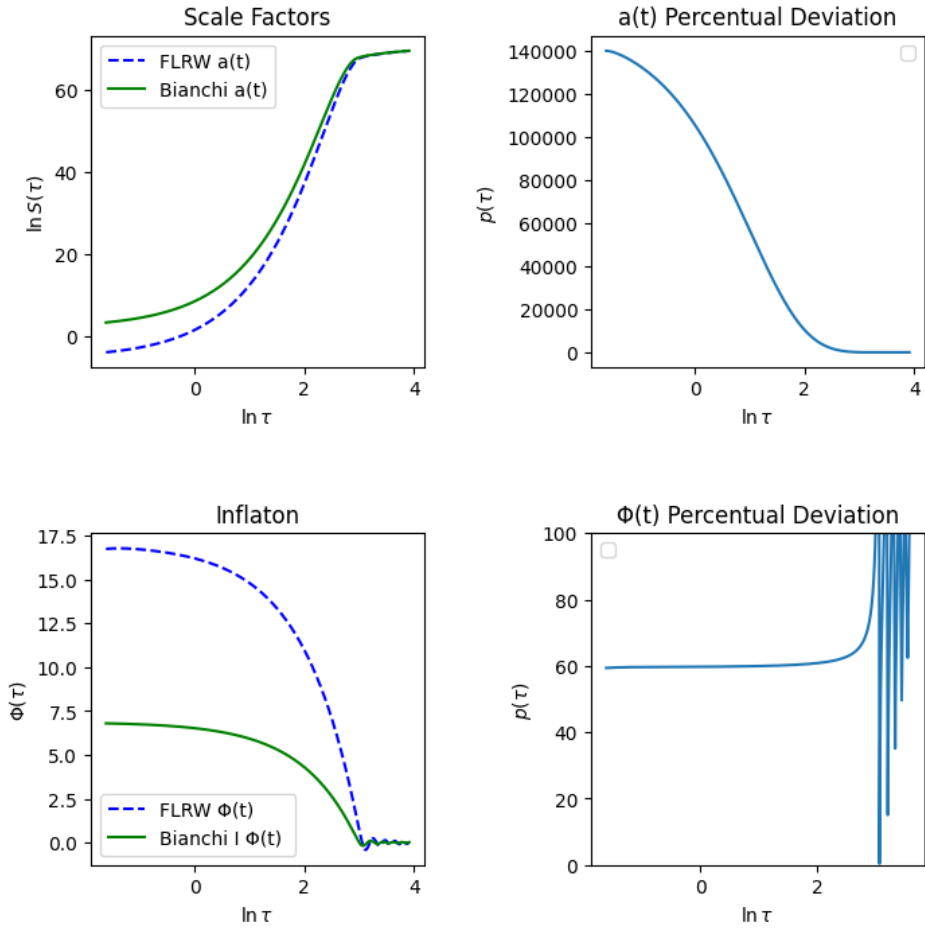 Scale Factors
FLRW a(t)
Bianchi a(t)
60
40
20
0
ln S(τ)
0
2
4
ln τ
a(t) Percentual Deviation
140000
120000
100000
80000
60000
40000
20000
0
p(τ)
0
2
4
ln τ
Inflaton
17.5
15.0
12.5
10.0
7.5
5.0
2.5
0.0
Φ(τ)
FLRW Φ(t)
Bianchi I Φ(t)
0
2
4
ln τ
Φ(t) Percentual Deviation
100
80
60
40
20
0
p(τ)
0
2
ln τ